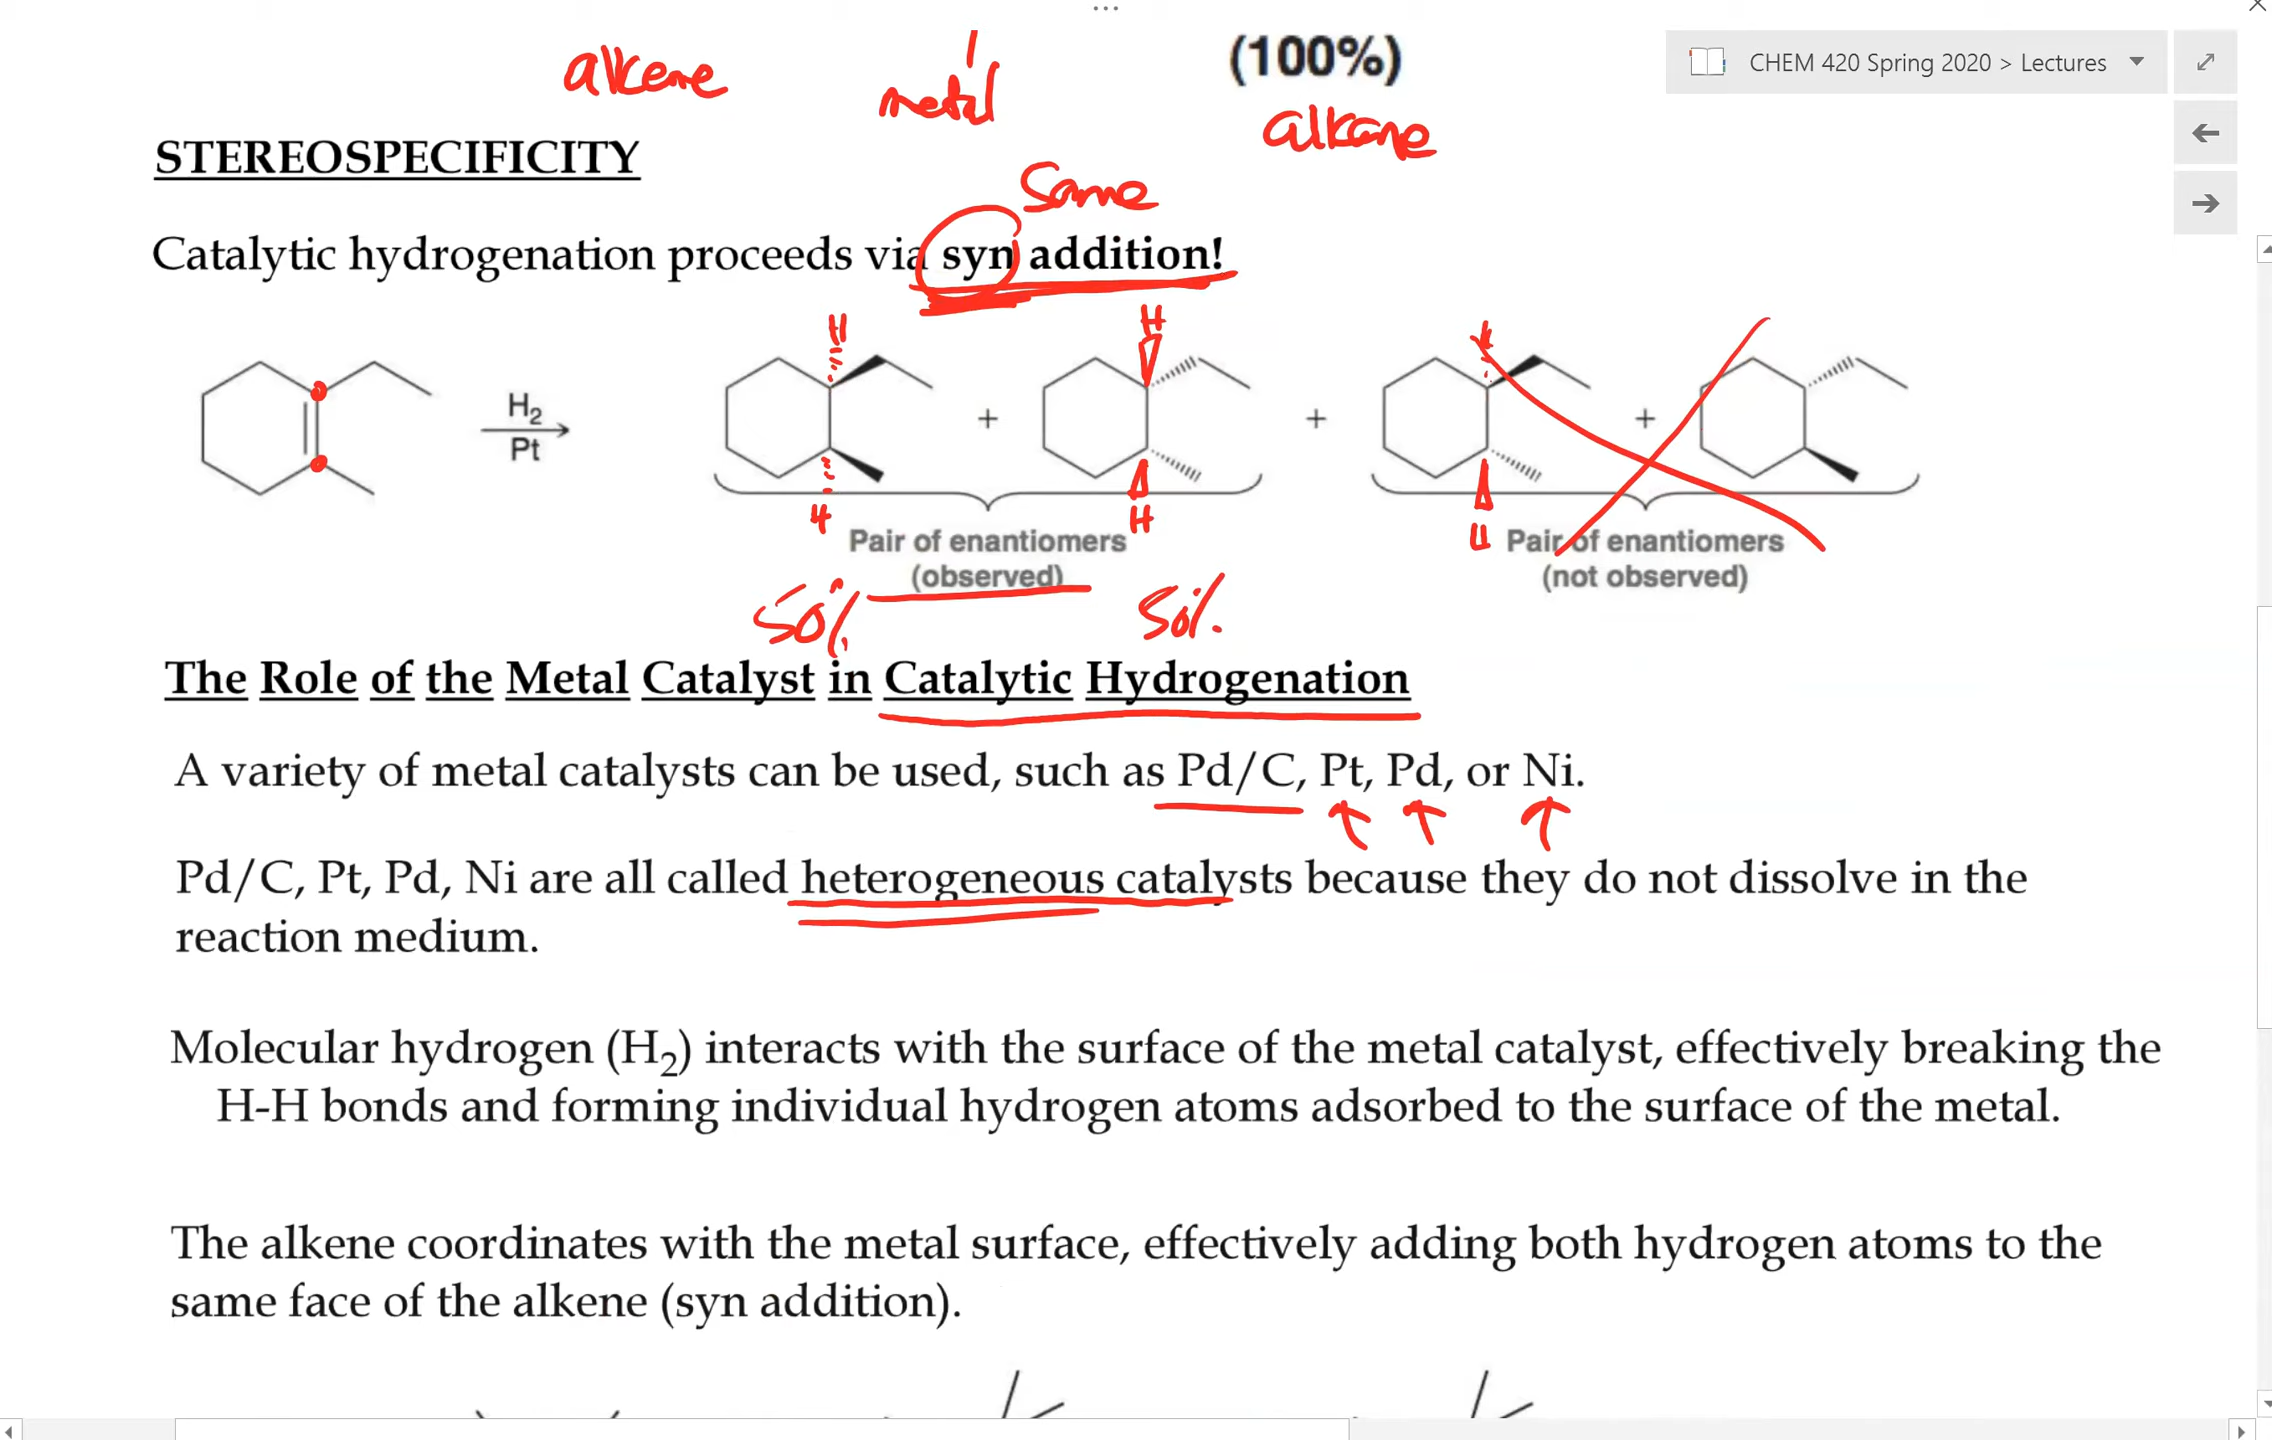 ...
alkene
metal
(100%)
alkane
CHEM 420 Spring 2020 > Lectures
STEREOSPECIFICITY
Same
Catalytic hydrogenation proceeds via syn addition!
H H
H₂
Pt
+ + +
H H
Pair of enantiomers
(observed)
Pair of enantiomers
(not observed)
50% 50%
The Role of the Metal Catalyst in Catalytic Hydrogenation
A variety of metal catalysts can be used, such as Pd/C, Pt, Pd, or Ni.
Pd/C, Pt, Pd, Ni are all called heterogeneous catalysts because they do not dissolve in the
reaction medium.
Molecular hydrogen (H₂) interacts with the surface of the metal catalyst, effectively breaking the
H-H bonds and forming individual hydrogen atoms adsorbed to the surface of the metal.
The alkene coordinates with the metal surface, effectively adding both hydrogen atoms to the
same face of the alkene (syn addition).